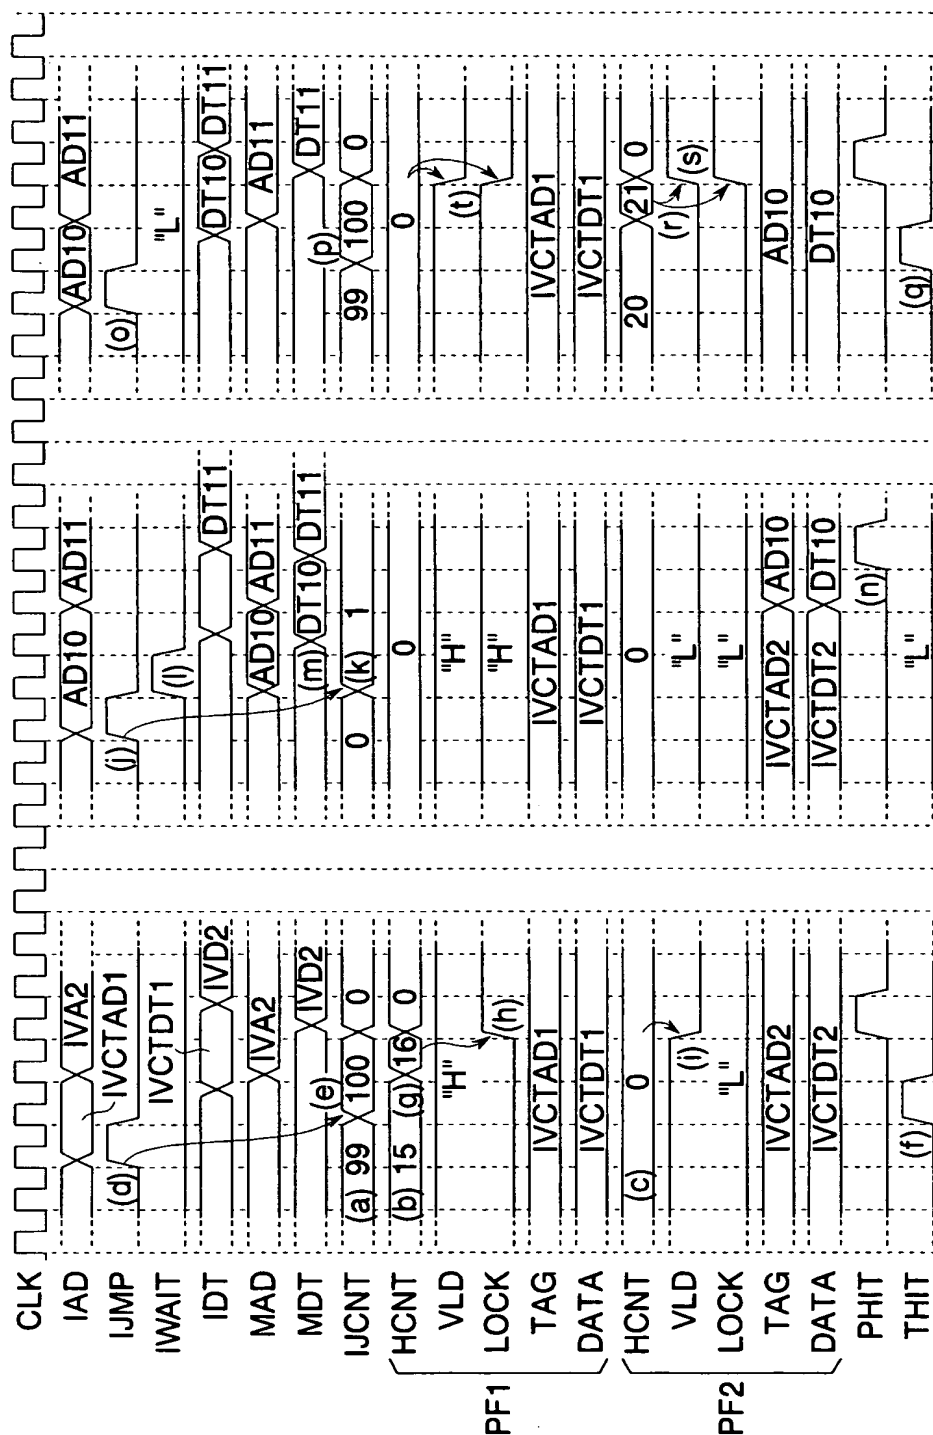 CLK
IAD IVA2 AD10 AD11 AD10 AD11
IVCTAD1
IJMP (d) (j) (o)
IWAIT IVCTDT1 (l) "L"
IDT IVD2 DT11 DT10 DT11
MAD IVA2 AD10 AD11 AD11
MDT IVD2 (m) DT10 DT11 DT11
(e) (p)
IJCNT (a) 99 100 0 0 (k) 1 99 100 0
PF1
HCNT (b) 15 (g) 16 0 0 0
VLD "H" "H"
LOCK (h) "H" (t)
TAG IVCTAD1 IVCTAD1 IVCTAD1
DATA IVCTDT1 IVCTDT1 IVCTDT1
PF2
HCNT (c) 0 0 20 21 0
VLD (i) "L" (r) (s)
LOCK "L" "L"
TAG IVCTAD2 IVCTAD2 AD10 AD10
DATA IVCTDT2 IVCTDT2 DT10 DT10
PHIT (n)
THIT (f) "L" (q)